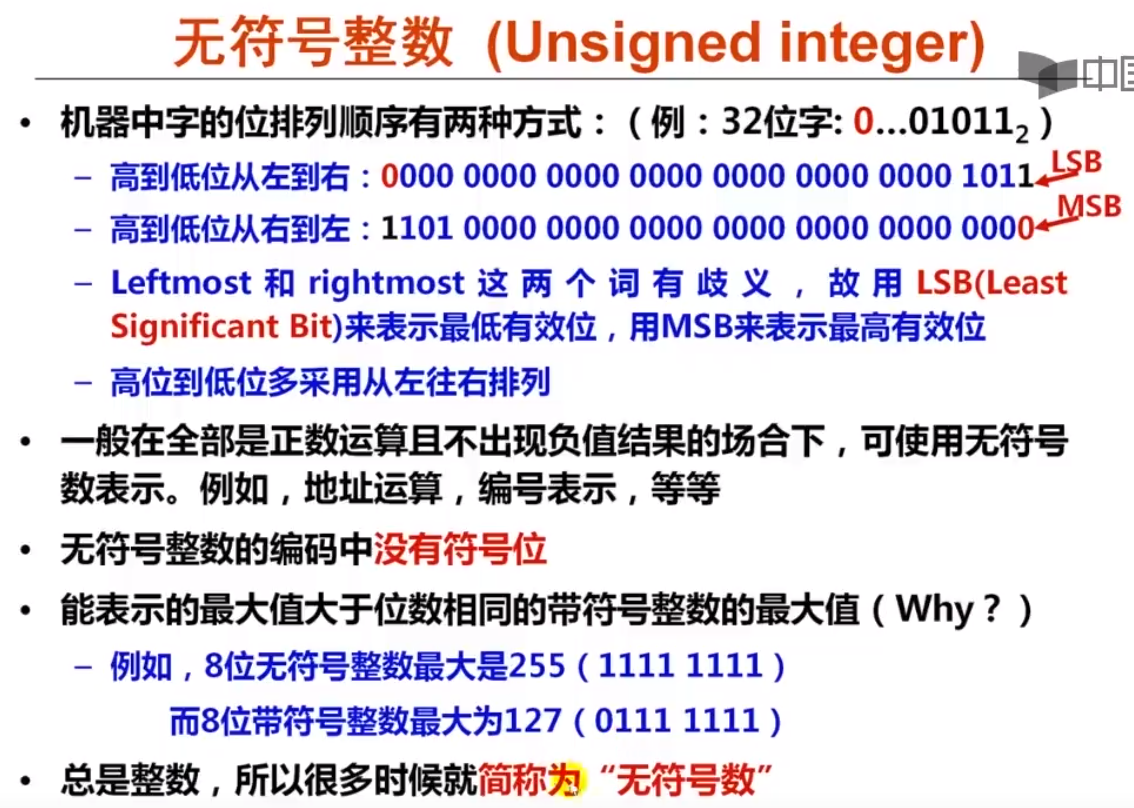 无符号整数 (Unsigned integer)
中国
• 机器中字的位排列顺序有两种方式：（例：32位字: 0…01011₂）
– 高到低位从左到右：0000 0000 0000 0000 0000 0000 0000 1011
LSB
– 高到低位从右到左：1101 0000 0000 0000 0000 0000 0000 0000
MSB
– Leftmost 和 rightmost 这两个词有歧义，故用 LSB(Least
Significant Bit)来表示最低有效位，用MSB来表示最高有效位
– 高位到低位多采用从左往右排列
• 一般在全部是正数运算且不出现负值结果的场合下，可使用无符号
数表示。例如，地址运算，编号表示，等等
• 无符号整数的编码中没有符号位
• 能表示的最大值大于位数相同的带符号整数的最大值（Why？）
– 例如，8位无符号整数最大是255（1111 1111）
而8位带符号整数最大为127（0111 1111）
• 总是整数，所以很多时候就简称为“无符号数”